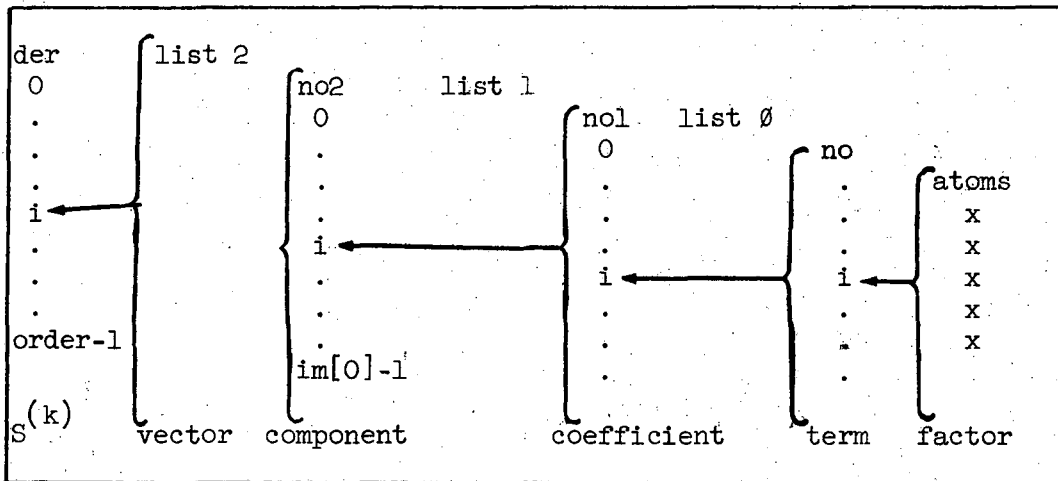 der
0
.
.
.
i
.
.
.
order-1
S(k)
list 2
vector
no2 list 1
0
.
.
.
i
.
.
.
im[0]-1
component
no1 list Ø
0
.
.
.
.
i
.
.
.
coefficient
no
.
.
.
i
.
.
.
term
atoms
x
x
x
x
x
factor